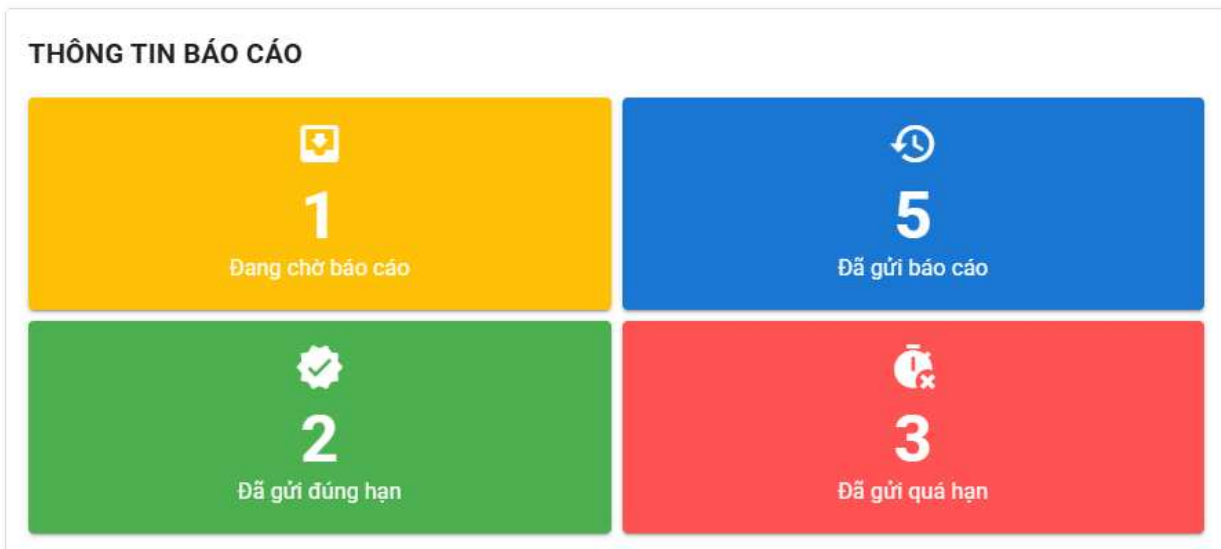 THÔNG TIN BÁO CÁO
1
Đang chờ báo cáo
5
Đã gửi báo cáo
2
Đã gửi đúng hạn
3
Đã gửi quá hạn